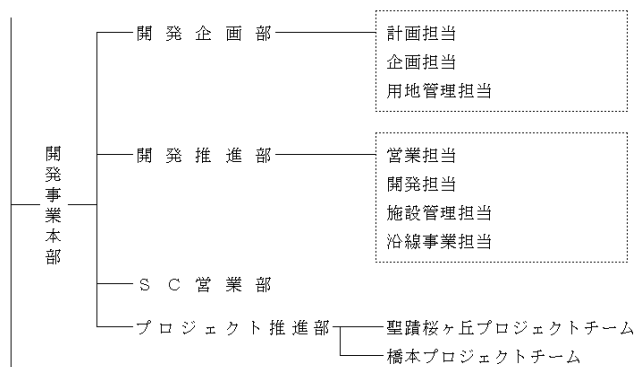 開発事業本部
開発企画部
計画担当
企画担当
用地管理担当
開発推進部
営業担当
開発担当
施設管理担当
沿線事業担当
ＳＣ営業部
プロジェクト推進部
聖蹟桜ヶ丘プロジェクトチーム
橋本プロジェクトチーム